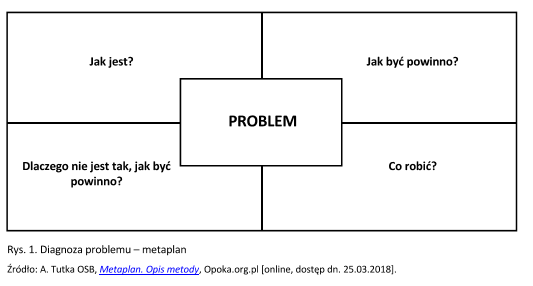 Jak jest?
Jak być powinno?
PROBLEM
Dlaczego nie jest tak, jak być
powinno?
Co robić?
Rys. 1. Diagnoza problemu – metaplan
Źródło: A. Tutka OSB, Metaplan. Opis metody, Opoka.org.pl [online, dostęp dn. 25.03.2018].